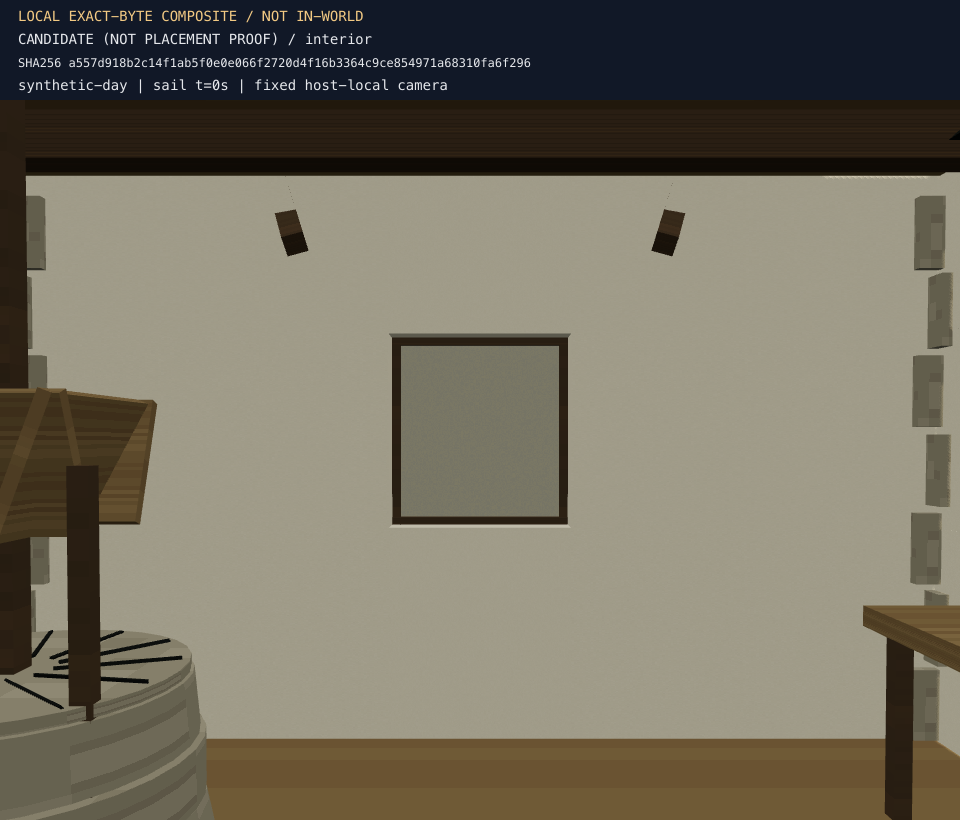 LOCAL EXACT-BYTE COMPOSITE / NOT IN-WORLD
CANDIDATE (NOT PLACEMENT PROOF) / interior
SHA256 a557d918b2c14f1ab5f0e0e066f2720d4f16b3364c9ce854971a68310fa6f296
synthetic-day | sail t=0s | fixed host-local camera